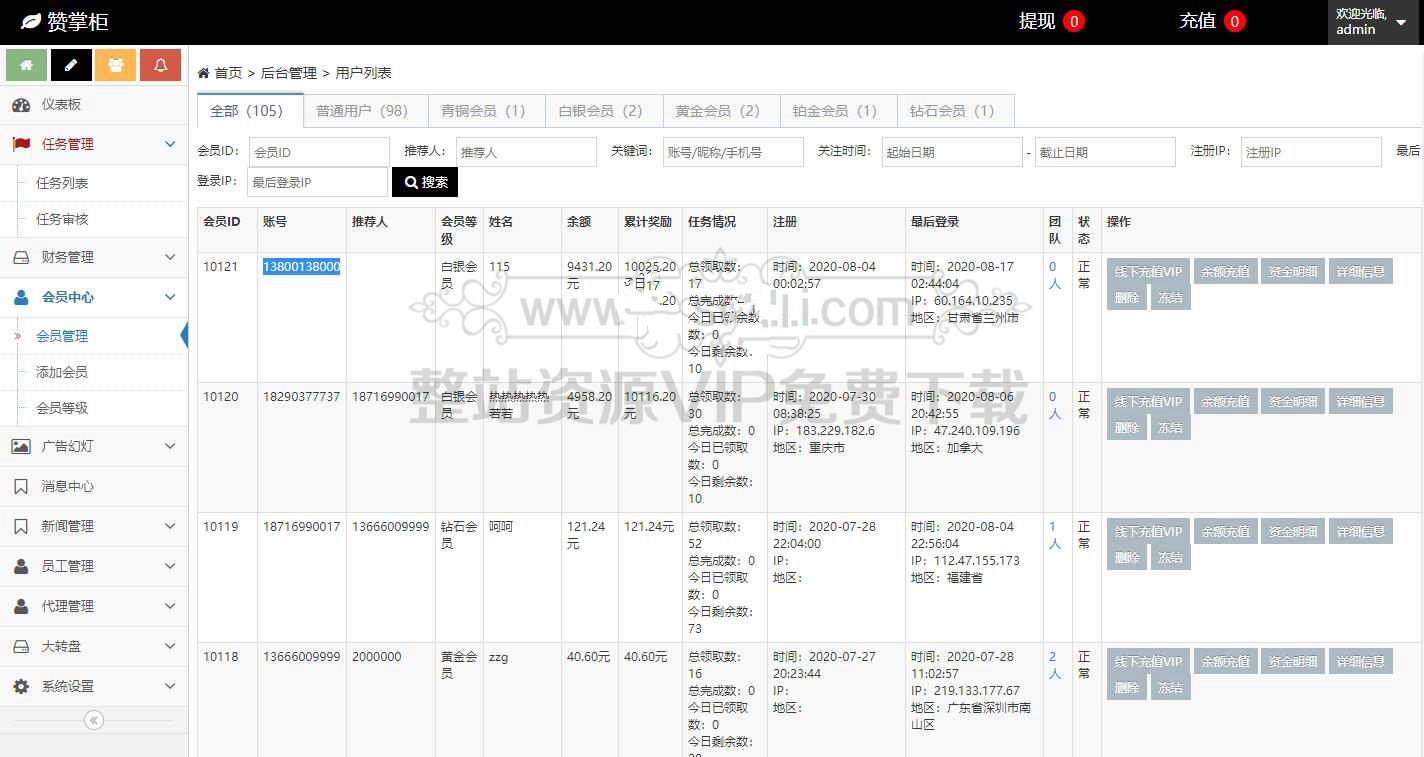 赞掌柜
提现 0
充值 0
欢迎光临,
admin
仪表板
任务管理
任务列表
任务审核
财务管理
会员中心
会员管理
添加会员
会员等级
广告幻灯
消息中心
新闻管理
员工管理
代理管理
大转盘
系统设置
首页 > 后台管理 > 用户列表
全部 (105)
普通用户 (98)
青铜会员 (1)
白银会员 (2)
黄金会员 (2)
铂金会员 (1)
钻石会员 (1)
会员ID: 会员ID 推荐人: 推荐人 关键词: 账号/昵称/手机号 关注时间: 起始日期 - 截止日期 注册IP: 注册IP 最后
登录IP: 最后登录IP 搜索
会员ID 账号 推荐人 会员等级 姓名 余额 累计奖励 任务情况 注册 最后登录 团队 状态 操作
10121
13800138000
白银会员
115
9431.20元
10025.20
总领取数:
17
总完成数:
今日已领
数: 0
今日剩余数:
10
时间: 2020-08-04
00:02:57
时间: 2020-08-17
02:44:04
IP: 60.164.10.235
地区: 甘肃省兰州市
0人
正常
线下充值VIP 余额充值 资金明细 详细信息
删除 冻结
10120
18290377737
18716990017
白银会员
热热热热热
若若
4958.20元
10116.20元
总领取数:
30
总完成数: 0
今日已领取
数: 0
今日剩余数:
10
时间: 2020-07-30
08:38:25
IP: 183.229.182.6
地区: 重庆市
时间: 2020-08-06
20:42:55
IP: 47.240.109.196
地区: 加拿大
0人
正常
线下充值VIP 余额充值 资金明细 详细信息
删除 冻结
10119
18716990017
13666009999
钻石会员
呵呵
121.24元
121.24元
总领取数:
52
总完成数: 0
今日已领取
数: 0
今日剩余数:
73
时间: 2020-07-28
22:04:00
IP:
地区:
时间: 2020-08-04
22:56:04
IP: 112.47.155.173
地区: 福建省
1人
正常
线下充值VIP 余额充值 资金明细 详细信息
删除 冻结
10118
13666009999
2000000
黄金会员
zzg
40.60元
40.60元
总领取数:
16
总完成数: 0
今日已领取
数: 0
今日剩余数:
时间: 2020-07-27
20:23:44
IP:
地区:
时间: 2020-07-28
11:02:57
IP: 219.133.177.67
地区: 广东省深圳市南
山区
2人
正常
线下充值VIP 余额充值 资金明细 详细信息
删除 冻结
整站资源VIP免费下载